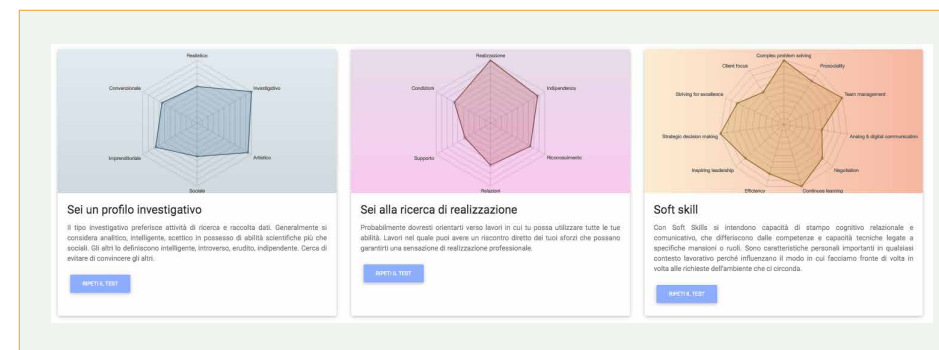 Realistico
Investigativo
Artistico
Sociale
Imprenditoriale
Convenzionale
Sei un profilo investigativo
Il tipo investigativo preferisce attività di ricerca e raccolta dati. Generalmente si
considera analitico, intelligente, scettico in possesso di abilità scientifiche più che
sociali. Gli altri lo definiscono intelligente, introverso, erudito, indipendente. Cerca di
evitare di convincere gli altri.
RIPETI IL TEST
Realizzazione
Indipendenza
Riconoscimento
Relazioni
Supporto
Condizioni
Sei alla ricerca di realizzazione
Probabilmente dovresti orientarti verso lavori in cui tu possa utilizzare tutte le tue
abilità. Lavori nel quale puoi avere un riscontro diretto dei tuoi sforzi che possano
garantirti una sensazione di realizzazione professionale.
RIPETI IL TEST
Complex problem solving
Prosociality
Team management
Analog & digital communication
Negotiation
Continuos learning
Efficiency
Inspiring leadership
Strategic decision making
Striving for excellence
Client focus
Soft skill
Con Soft Skills si intendono capacità di stampo cognitivo relazionale e
comunicativo, che differiscono dalle competenze e capacità tecniche legate a
specifiche mansioni o ruoli. Sono caratteristiche personali importanti in qualsiasi
contesto lavorativo perché influenzano il modo in cui facciamo fronte di volta in
volta alle richieste dell'ambiente che ci circonda.
RIPETI IL TEST